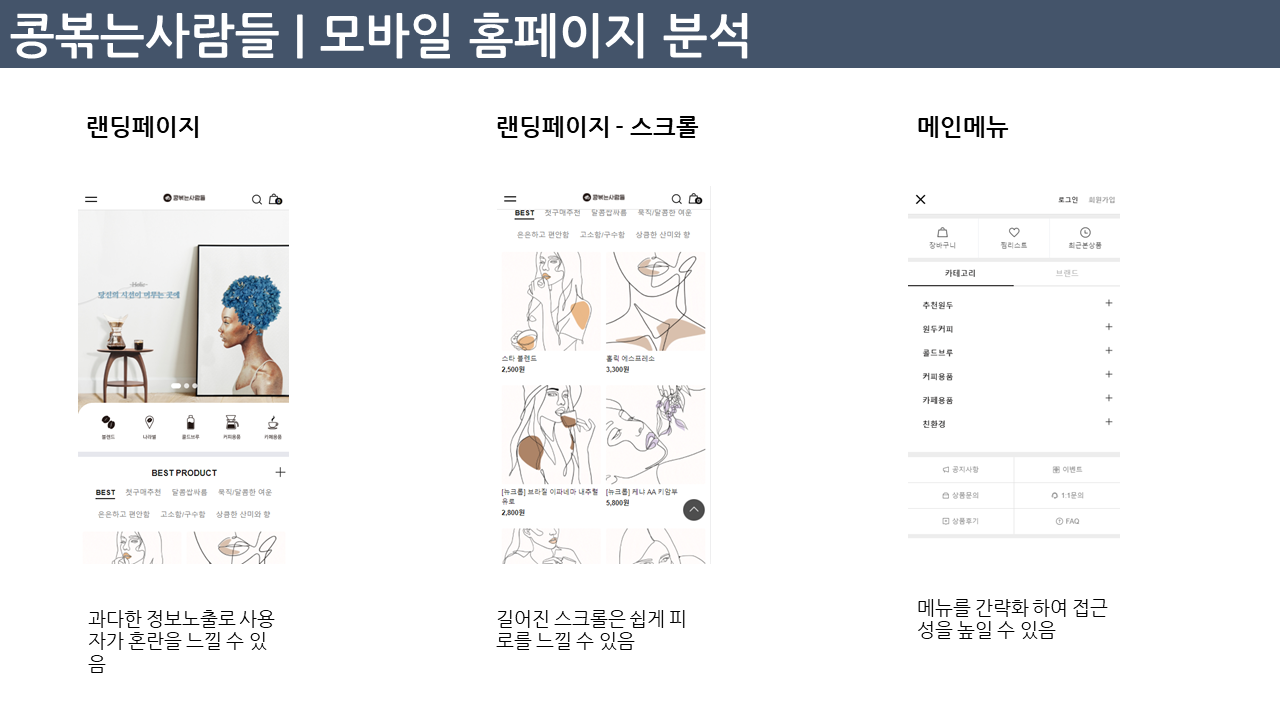 콩볶는사람들 | 모바일 홈페이지 분석
랜딩페이지
콩볶는사람들
0
Hello
당신의 시선이 머무는 곳에
블렌드 나라별 콜드브루 커피용품 카페용품
BEST PRODUCT
BEST 첫구매추천 달콤쌉싸름 묵직/달콤한 여운
은은하고 편안함 고소함/구수함 상큼한 산미와 향
과다한 정보노출로 사용
자가 혼란을 느낄 수 있
음
랜딩페이지 - 스크롤
콩볶는사람들
0
BEST 첫구매추천 달콤쌉싸름 묵직/달콤한 여운
은은하고 편안함 고소함/구수함 상큼한 산미와 향
스타 블렌드 홀릭 에스프레소
2,500원 3,300원
[뉴크롭] 브라질 이파네마 내추럴 [뉴크롭] 케냐 AA 키암부
5,800원
2,800원
길어진 스크롤은 쉽게 피
로를 느낄 수 있음
메인메뉴
로그인 회원가입
장바구니 찜리스트 최근본상품
카테고리 브랜드
추천원두
원두커피
콜드브루
커피용품
카페용품
친환경
공지사항 이벤트
상품문의 1:1문의
상품후기 FAQ
메뉴를 간략화 하여 접근
성을 높일 수 있음